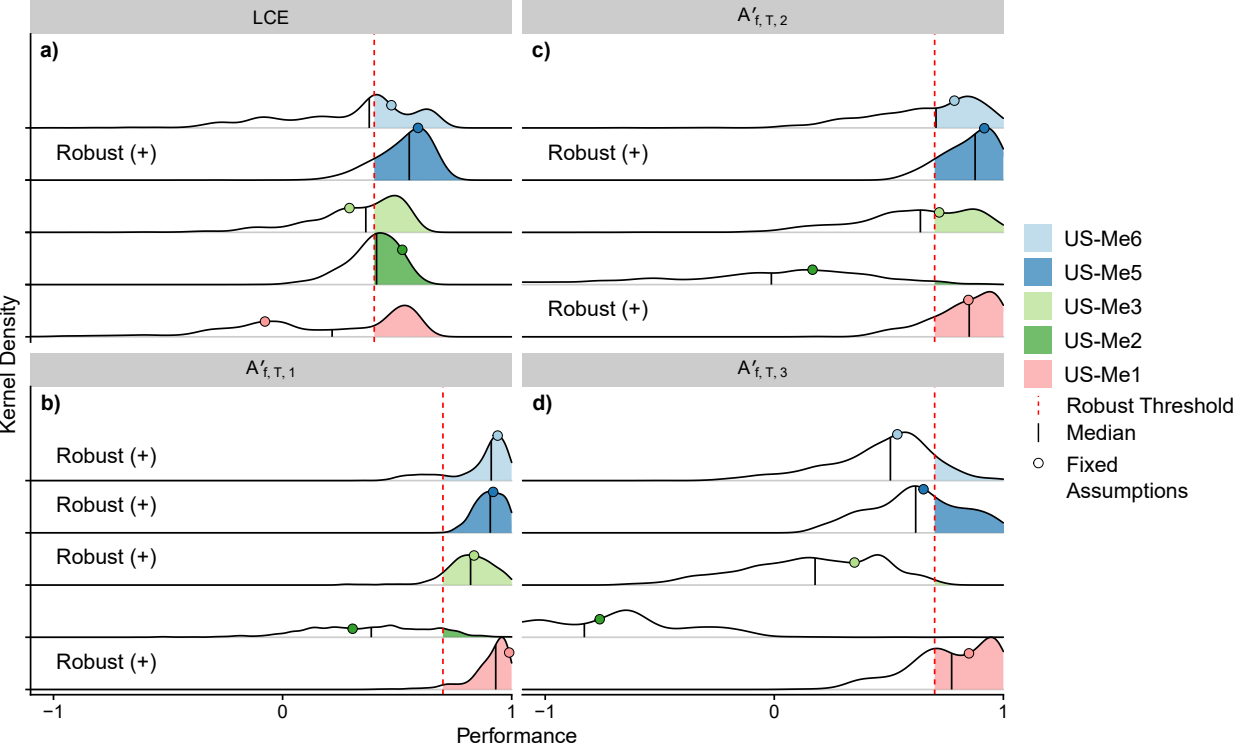 LCE
a)
Robust (+)
A′f, T, 2
c)
Robust (+)
Robust (+)
A′f, T, 1
b)
Robust (+)
Robust (+)
Robust (+)
Robust (+)
A′f, T, 3
d)
−1 0 1
−1 0 1
Performance
Kernel Density
US-Me6
US-Me5
US-Me3
US-Me2
US-Me1
Robust Threshold
Median
Fixed
Assumptions